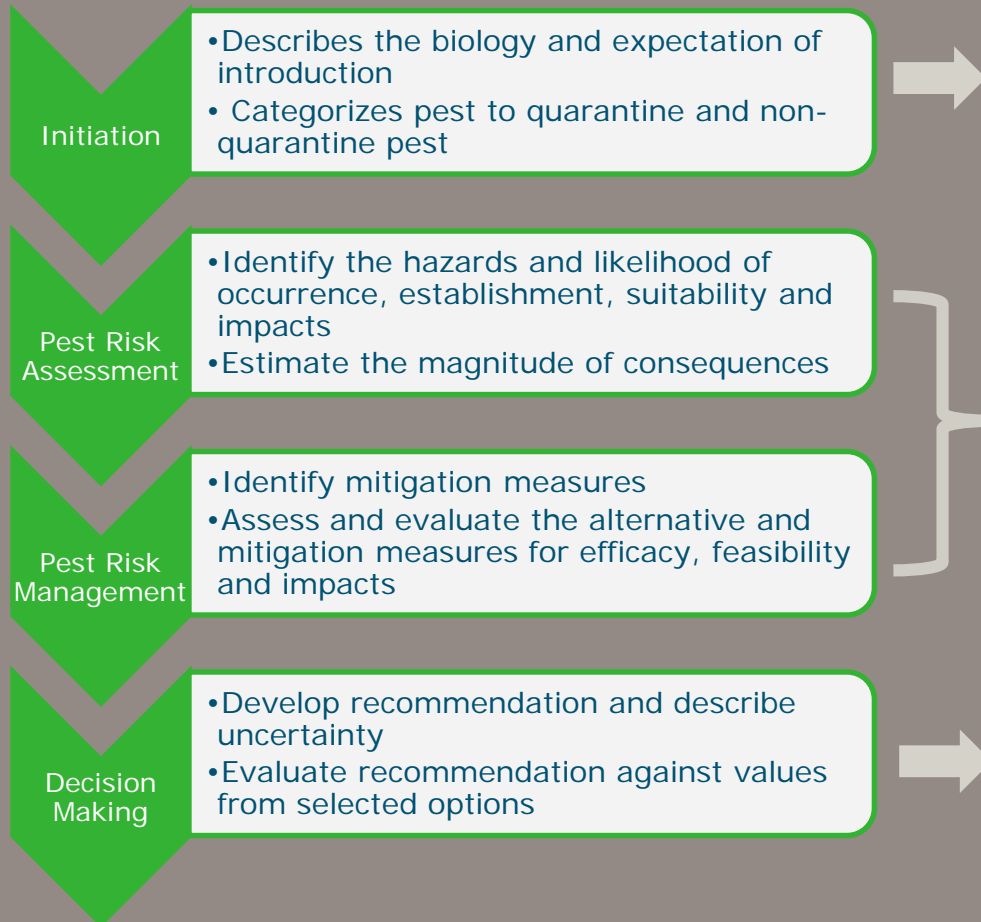 Initiation
•Describes the biology and expectation of
introduction
• Categorizes pest to quarantine and non-
quarantine pest
Pest Risk
Assessment
•Identify the hazards and likelihood of
occurrence, establishment, suitability and
impacts
•Estimate the magnitude of consequences
Pest Risk
Management
•Identify mitigation measures
•Assess and evaluate the alternative and
mitigation measures for efficacy, feasibility
and impacts
Decision
Making
•Develop recommendation and describe
uncertainty
•Evaluate recommendation against values
from selected options